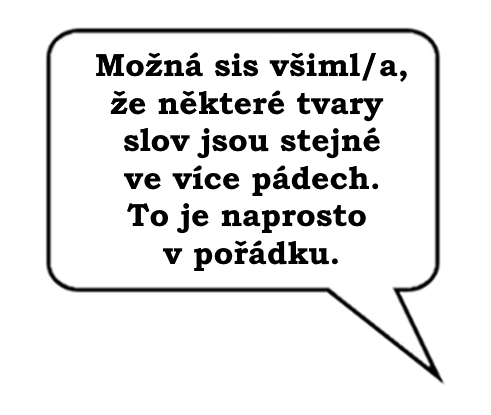 Možná sis všiml/a,
že některé tvary
slov jsou stejné
ve více pádech.
To je naprosto
v pořádku.